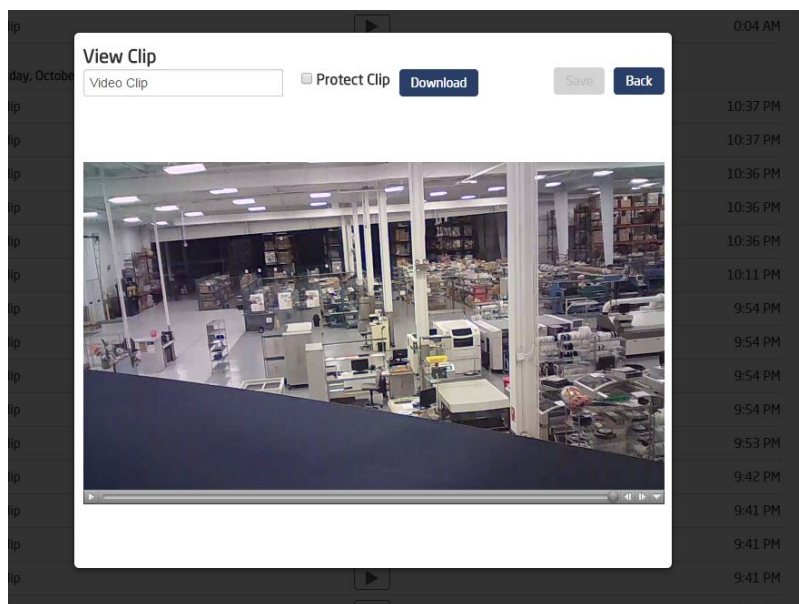 lip 0:04 AM
View Clip
day, Octobe
Video Clip Protect Clip Download Save Back
lip 10:37 PM
lip 10:37 PM
lip 10:36 PM
lip 10:36 PM
lip 10:36 PM
lip 10:11 PM
lip 9:54 PM
lip 9:54 PM
lip 9:54 PM
lip 9:54 PM
lip 9:53 PM
lip 9:42 PM
lip 9:41 PM
lip 9:41 PM
lip 9:41 PM